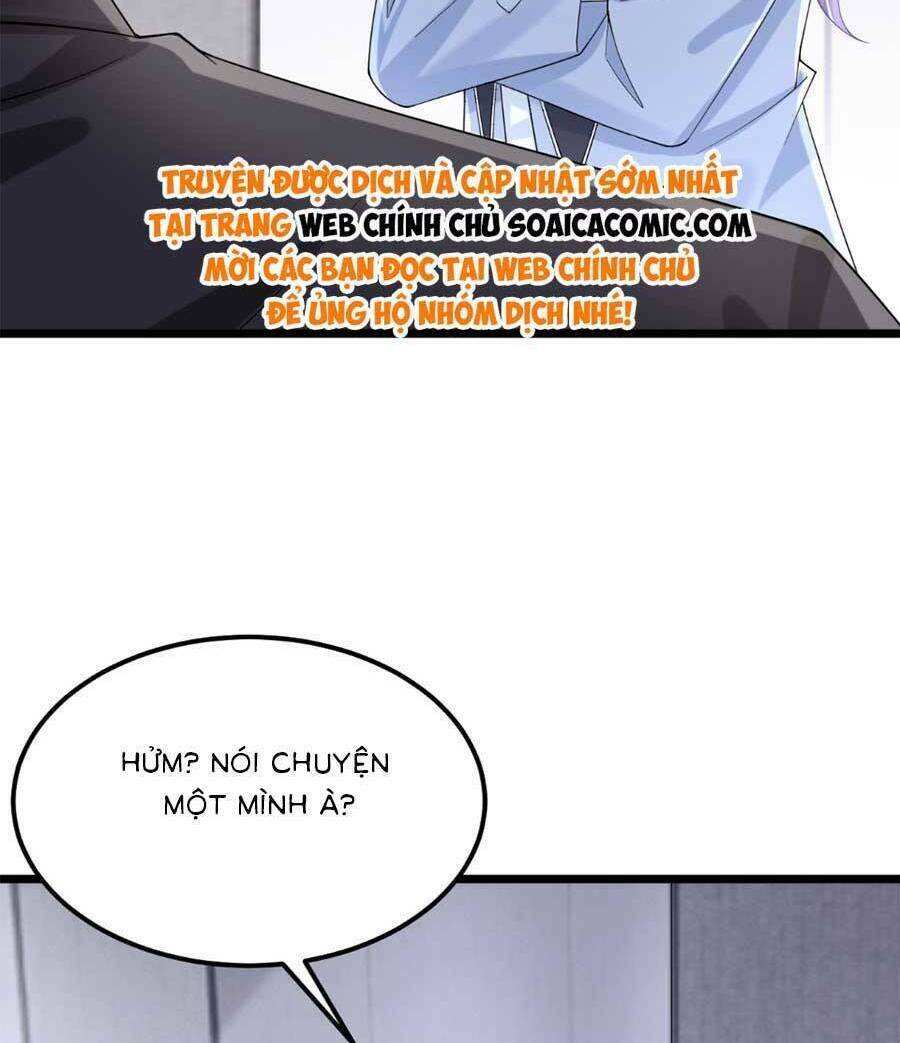 TRUYỆN ĐƯỢC DỊCH VÀ CẬP NHẬT SỚM NHẤT
TẠI TRANG WEB CHÍNH CHỦ SOAICACOMIC.COM
MỜI CÁC BẠN ĐỌC TẠI WEB CHÍNH CHỦ
ĐỂ ỦNG HỘ NHÓM DỊCH NHÉ!
HỬM? NÓI CHUYỆN
MỘT MÌNH À?